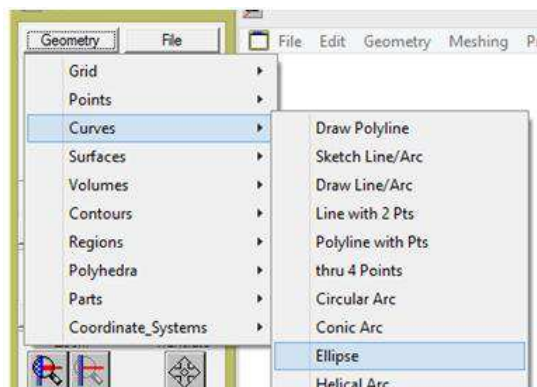 Geometry File
File Edit Geometry Meshing
Grid
Points
Curves
Surfaces
Volumes
Contours
Regions
Polyhedra
Parts
Coordinate_Systems
Draw Polyline
Sketch Line/Arc
Draw Line/Arc
Line with 2 Pts
Polyline with Pts
thru 4 Points
Circular Arc
Conic Arc
Ellipse
Helical Arc